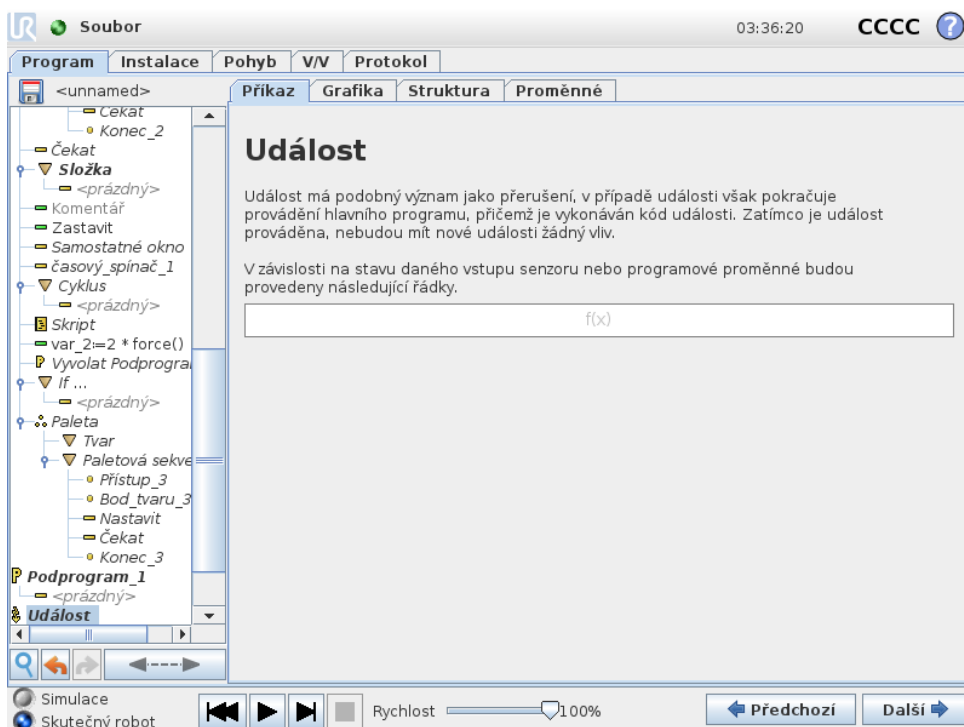 Soubor
03:36:20
CCCC
?
Program
Instalace
Pohyb
V/V
Protokol
<unnamed>
Příkaz
Grafika
Struktura
Proměnné
Čekat
Konec_2
Čekat
Složka
<prázdný>
Komentář
Zastavit
Samostatné okno
časový_spínač_1
Cyklus
<prázdný>
Skript
var_2:=2 * force()
Vyvolat Podprogra
If ...
<prázdný>
Paleta
Tvar
Paletová sekve
Přístup_3
Bod_tvaru_3
Nastavit
Čekat
Konec_3
Podprogram_1
<prázdný>
Událost
Událost
Událost má podobný význam jako přerušení, v případě události však pokračuje
provádění hlavního programu, přičemž je vykonáván kód události. Zatímco je událost
prováděna, nebudou mít nové události žádný vliv.
V závislosti na stavu daného vstupu senzoru nebo programové proměnné budou
provedeny následující řádky.
f(x)
Simulace
Skutečný robot
Rychlost
100%
Předchozí
Další